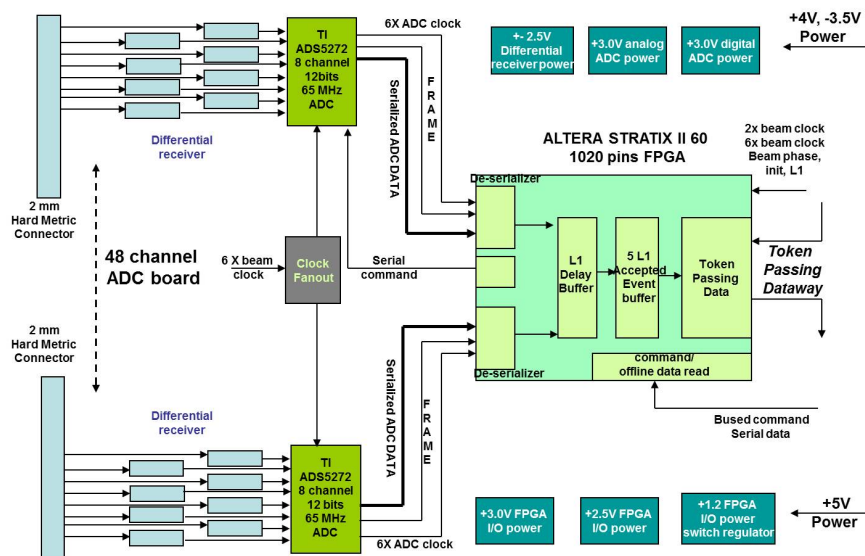 6X ADC clock
TI
ADS5272
8 channel
12bits
65 MHz
ADC
Serialized ADC DATA
FRAME
+- 2.5V
Differential
receiver power
+3.0V analog
ADC power
+3.0V digital
ADC power
+4V, -3.5V
Power
Differential
receiver
ALTERA STRATIX II 60
1020 pins FPGA
2x beam clock
6x beam clock
Beam phase,
init, L1
2 mm
Hard Metric
Connector
48 channel
ADC board
6 X beam
clock
Clock
Fanout
Serial
command
De-serializer
L1
Delay
Buffer
5 L1
Accepted
Event
buffer
Token
Passing
Data
Token
Passing
Dataway
De-serializer
command/
offline data read
Bused command
Serial data
2 mm
Hard Metric
Connector
Differential
receiver
Serialized ADC DATA
FRAME
TI
ADS5272
8 channel
12 bits
65 MHz
ADC
6X ADC clock
+3.0V FPGA
I/O power
+2.5V FPGA
I/O power
+1.2 FPGA
I/O power
switch regulator
+5V
Power